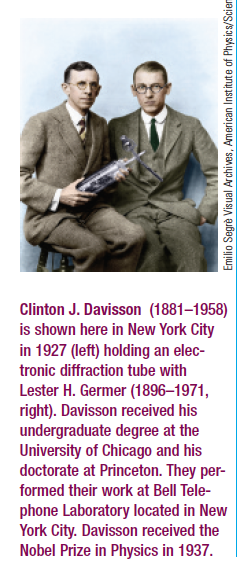 Emilio Segrè Visual Archives, American Institute of Physics/
Clinton J. Davisson (1881–1958)
is shown here in New York City
in 1927 (left) holding an elec-
tronic diffraction tube with
Lester H. Germer (1896–1971,
right). Davisson received his
undergraduate degree at the
University of Chicago and his
doctorate at Princeton. They per-
formed their work at Bell Tele-
phone Laboratory located in New
York City. Davisson received the
Nobel Prize in Physics in 1937.